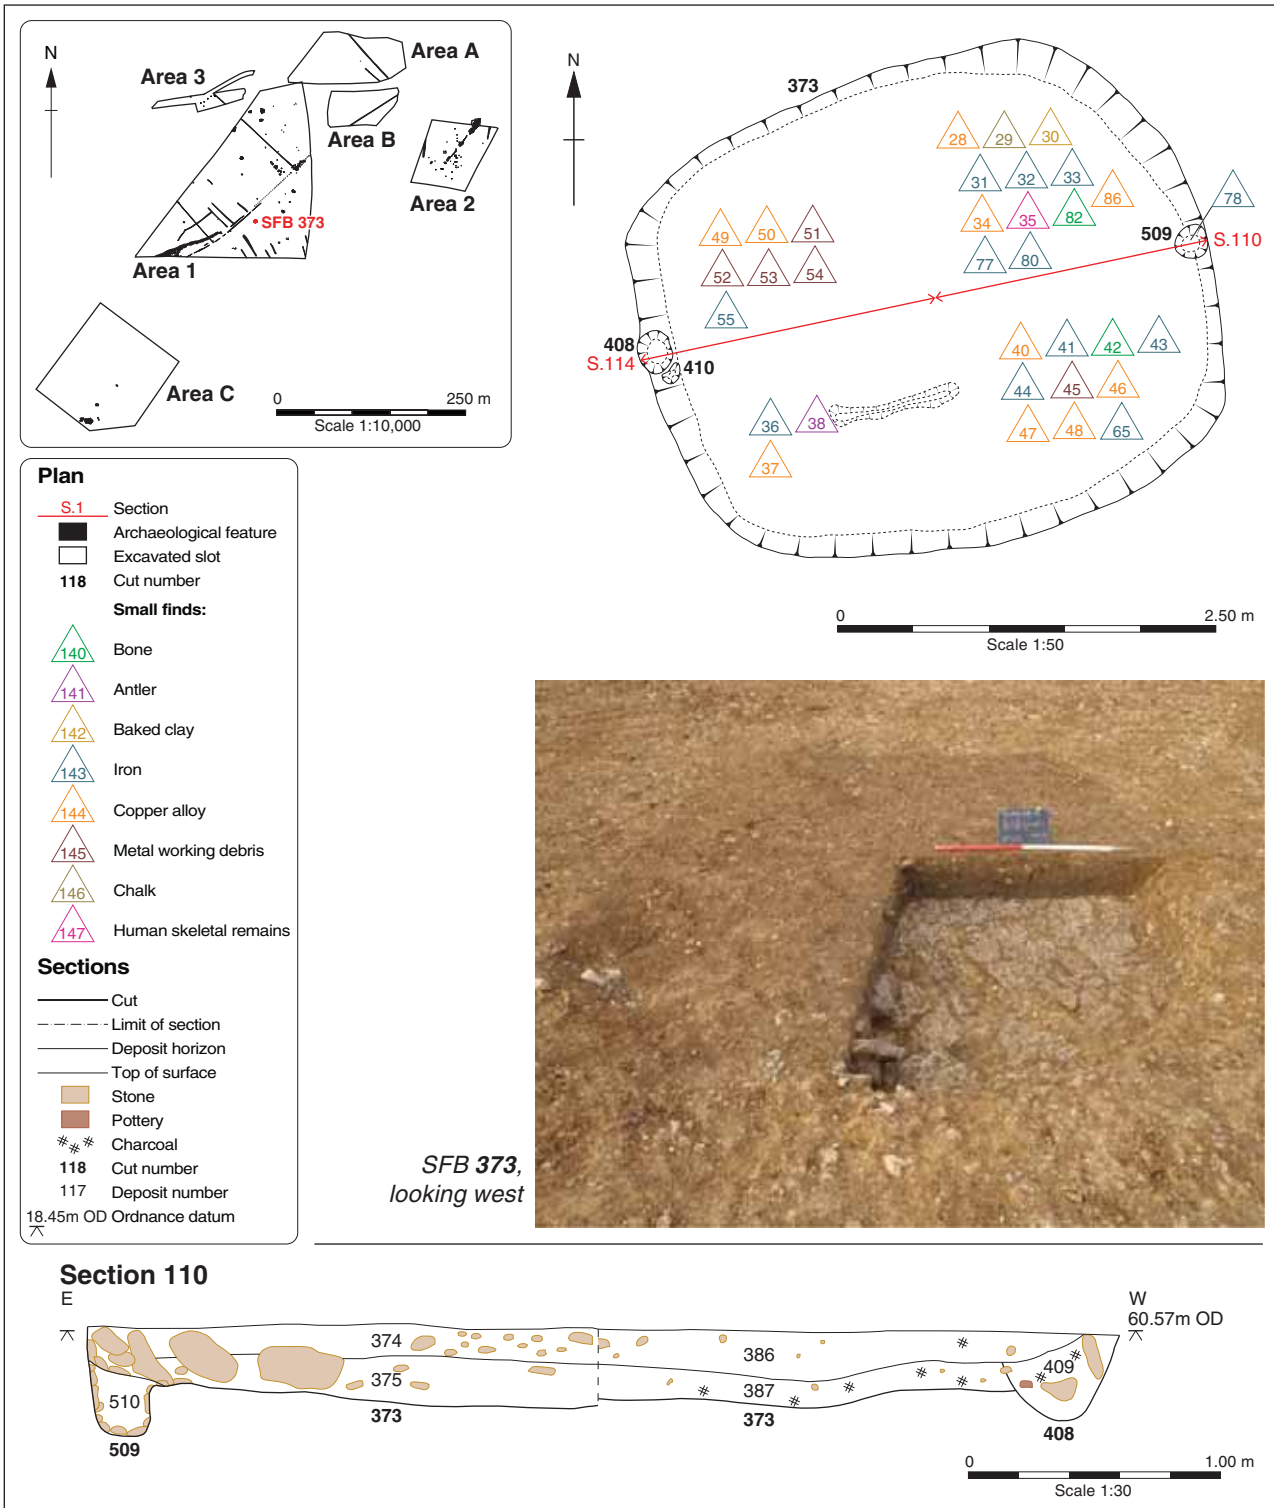 N
Area A
Area 3
Area B
Area 2
SFB 373
Area 1
Area C
0 250 m
Scale 1:10,000
N
373
28 29 30
31 32 33
34 35 82 86 78
77 80
509 S.110
49 50 51
52 53 54
55
408
S.114 410
40 41 42 43
44 45 46
47 48 65
36 38
37
0 2.50 m
Scale 1:50
Plan
S.1 Section
Archaeological feature
Excavated slot
118 Cut number
Small finds:
140 Bone
141 Antler
142 Baked clay
143 Iron
144 Copper alloy
145 Metal working debris
146 Chalk
147 Human skeletal remains
Sections
Cut
Limit of section
Deposit horizon
Top of surface
Stone
Pottery
Charcoal
118 Cut number
117 Deposit number
18.45m OD Ordnance datum
SFB 373,
looking west
Section 110
E W
60.57m OD
374 386 409
375 387
510 373 373
509 408
0 1.00 m
Scale 1:30